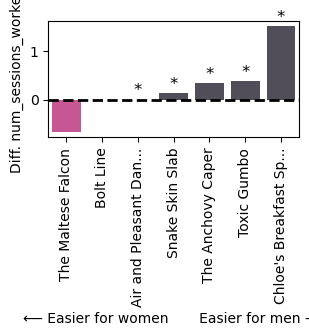 Diff. num_sessions_worke
1
0
*
*
*
*
*
The Maltese Falcon
Bolt Line
Air and Pleasant Dan...
Snake Skin Slab
The Anchovy Caper
Toxic Gumbo
Chloe's Breakfast Sp...
⟵ Easier for women
Easier for men -